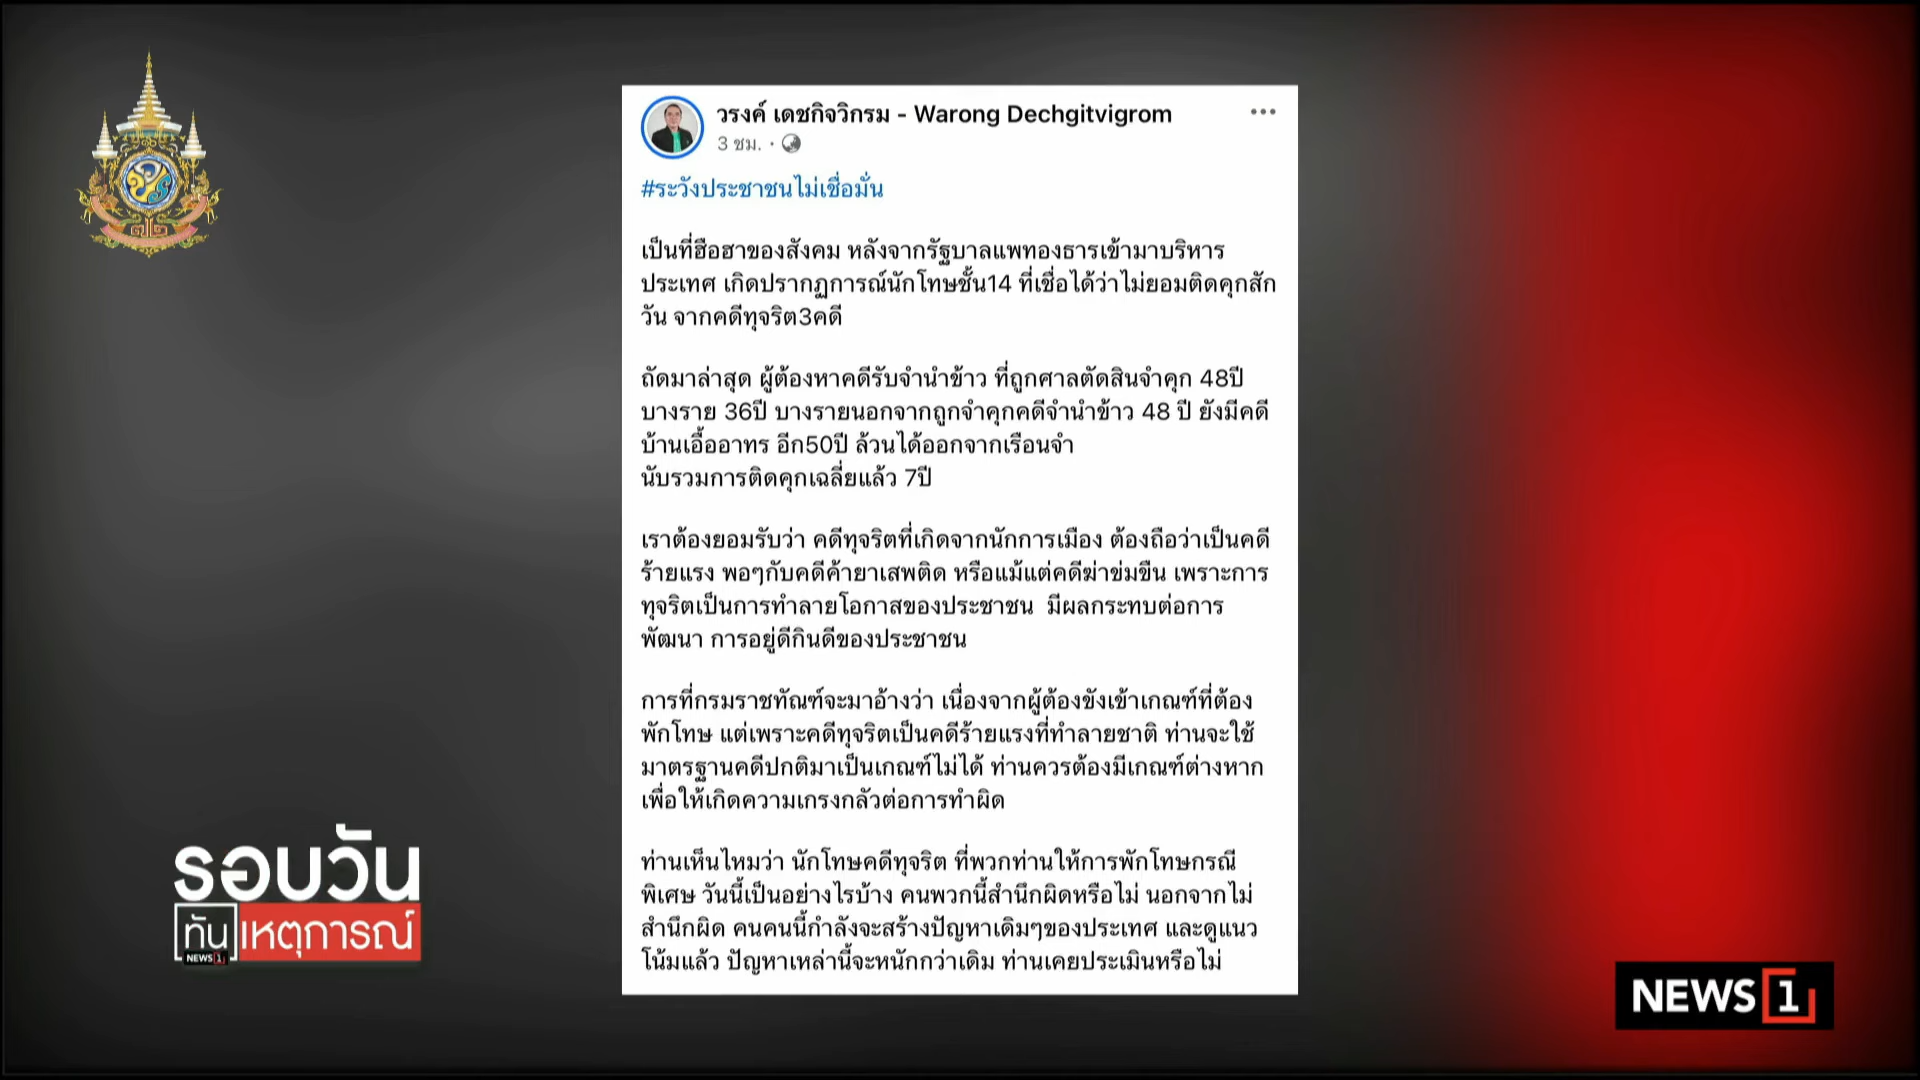 วรงค์ เดชกิจวิกรม - Warong Dechgitvigrom
3 ชม. ·
#ระวังประชาชนไม่เชื่อมั่น
เป็นที่ฮือฮาของสังคม หลังจากรัฐบาลแพทองธารเข้ามาบริหาร
ประเทศ เกิดปรากฏการณ์นักโทษชั้น14 ที่เชื่อได้ว่าไม่ยอมติดคุกสัก
วัน จากคดีทุจริต3คดี
ถัดมาล่าสุด ผู้ต้องหาคดีรับจำนำข้าว ที่ถูกศาลตัดสินจำคุก 48ปี
บางราย 36ปี บางรายนอกจากถูกจำคุกคดีจำนำข้าว 48 ปี ยังมีคดี
บ้านเอื้ออาทร อีก50ปี ล้วนได้ออกจากเรือนจำ
นับรวมการติดคุกเฉลี่ยแล้ว 7ปี
เราต้องยอมรับว่า คดีทุจริตที่เกิดจากนักการเมือง ต้องถือว่าเป็นคดี
ร้ายแรง พอๆกับคดีค้ายาเสพติด หรือแม้แต่คดีฆ่าข่มขืน เพราะการ
ทุจริตเป็นการทำลายโอกาสของประชาชน มีผลกระทบต่อการ
พัฒนา การอยู่ดีกินดีของประชาชน
การที่กรมราชทัณฑ์จะมาอ้างว่า เนื่องจากผู้ต้องขังเข้าเกณฑ์ที่ต้อง
พักโทษ แต่เพราะคดีทุจริตเป็นคดีร้ายแรงที่ทำลายชาติ ท่านจะใช้
มาตรฐานคดีปกติมาเป็นเกณฑ์ไม่ได้ ท่านควรต้องมีเกณฑ์ต่างหาก
เพื่อให้เกิดความเกรงกลัวต่อการทำผิด
ท่านเห็นไหมว่า นักโทษคดีทุจริต ที่พวกท่านให้การพักโทษกรณี
พิเศษ วันนี้เป็นอย่างไรบ้าง คนพวกนี้สำนึกผิดหรือไม่ นอกจากไม่
สำนึกผิด คนคนนี้กำลังจะสร้างปัญหาเดิมๆของประเทศ และดูแนว
โน้มแล้ว ปัญหาเหล่านี้จะหนักกว่าเดิม ท่านเคยประเมินหรือไม่
รอบวัน
ทันเหตุการณ์
NEWS1
NEWS 1
๗๒